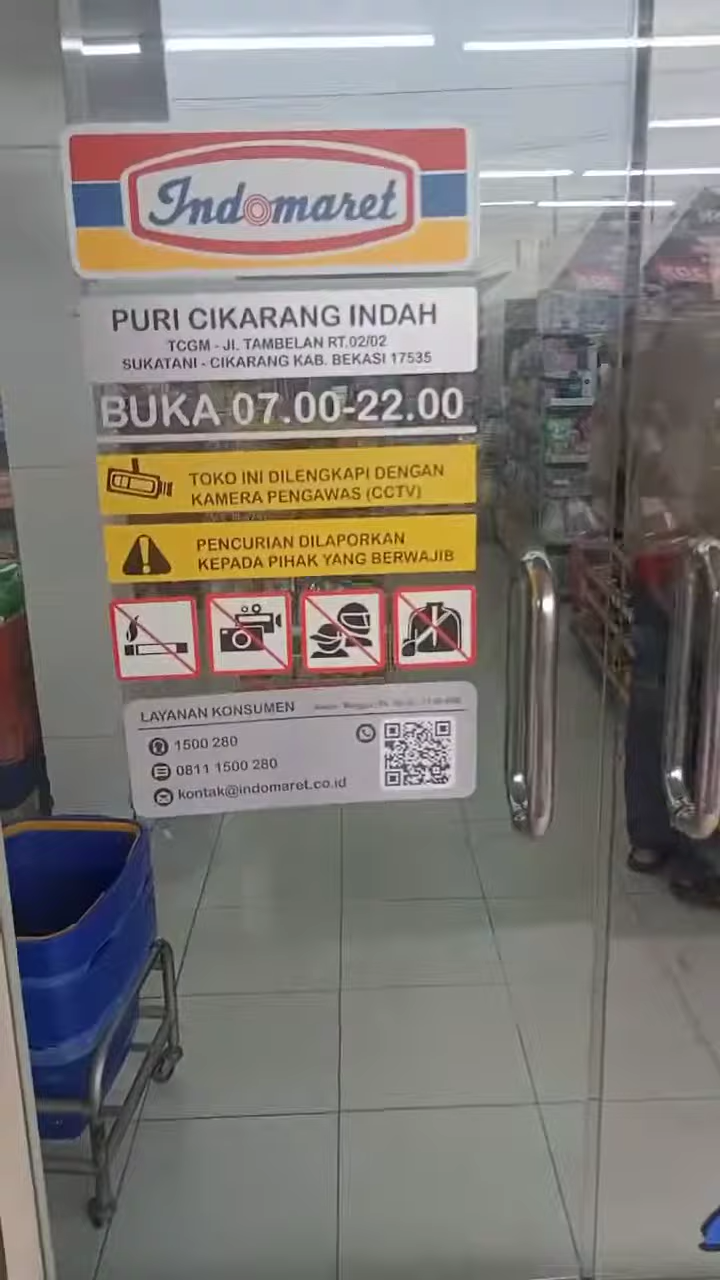 Indomaret
PURI CIKARANG INDAH
TCGM - Jl. TAMBELAN RT.02/02
SUKATANI - CIKARANG KAB. BEKASI 17535
BUKA 07.00-22.00
TOKO INI DILENGKAPI DENGAN
KAMERA PENGAWAS (CCTV)
PENCURIAN DILAPORKAN
KEPADA PIHAK YANG BERWAJIB
LAYANAN KONSUMEN
1500 280
0811 1500 280
kontak@indomaret.co.id